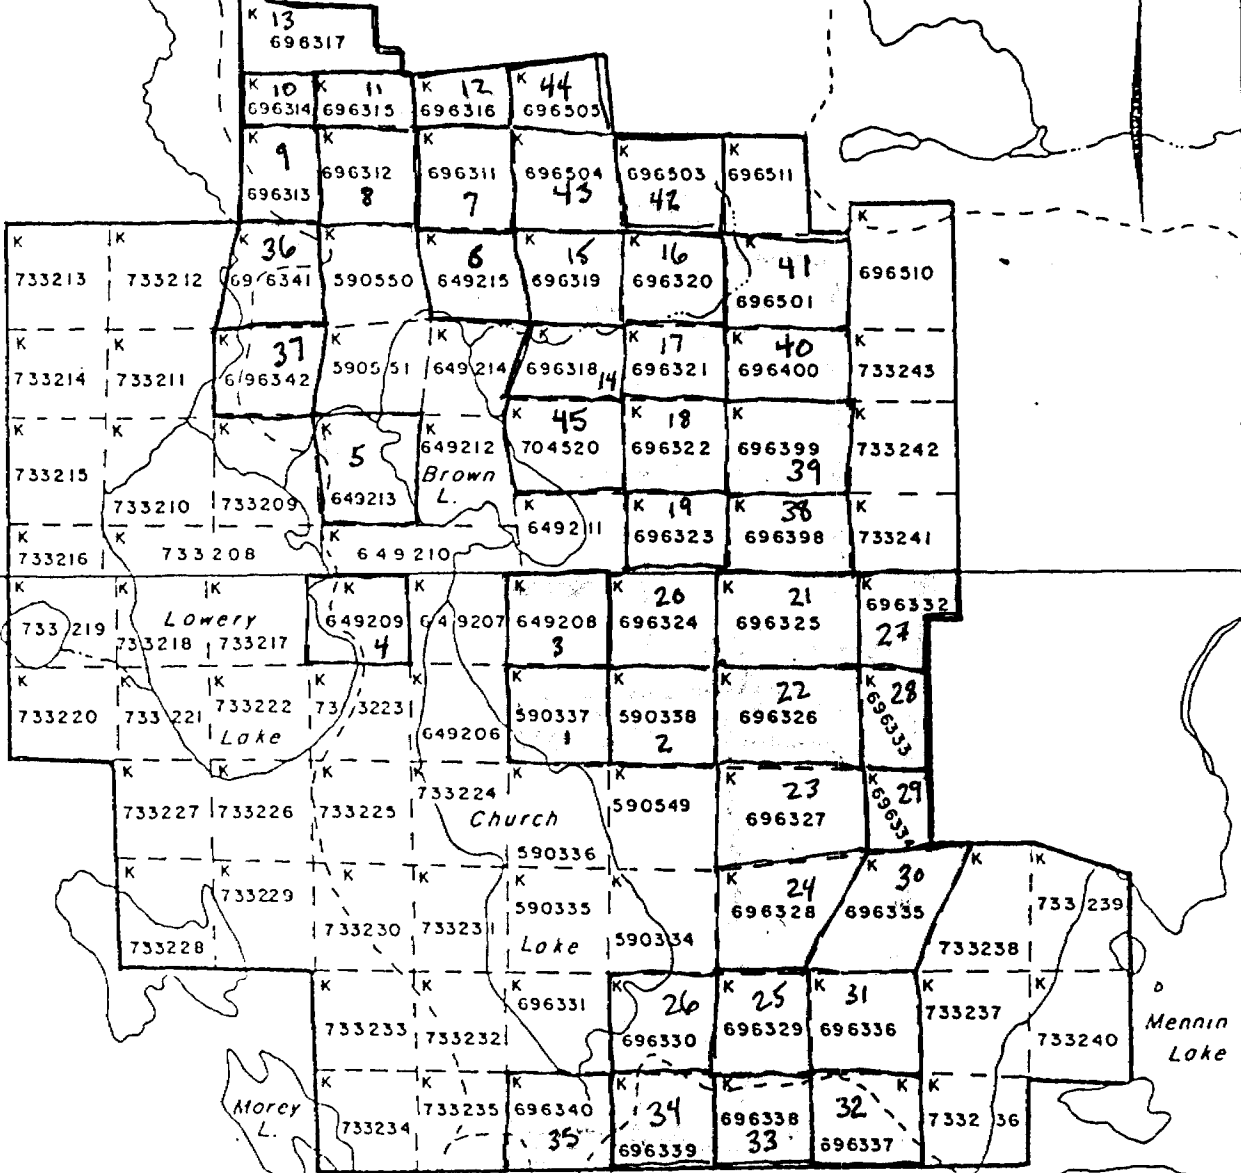 K 13
696317
K 10 K 11 K 12 K 44
696314 696315 696316 696505
K 9 K K K K K
696313 696312 696311 696504 696503 696511
8 7 43 42
K K K 36 K K 6 K 15 K 16 K 41 K
733213 733212 696341 590550 649215 696319 696320 696501 696510
K K K 37 K K K K 17 K 40 K
733214 733211 696342 590551 649214 696318 14 696321 696400 733243
K K K K 5 K K 45 K 18 K K
733215 733210 733209 649213 649212 704520 696322 696399 39 733242
Brown
L.
K K K K K 19 K 38 K
733216 733208 649210 649211 696323 696398 733241
K K K K K K K 20 K 21 K
733219 733218 733217 649209 4 649207 649208 3 696324 696325 696332 27
Lowery
K K K K K K K K 22 K 28
733220 733221 733222 733223 649206 590337 1 590338 2 696326 696333
Lake
K K K K K K K 23 K 29
733227 733226 733225 733224 590336 590549 696327 696334
Church
K K K K K K K 24 K 30 K K
733228 733229 733230 733231 590335 590334 696328 696335 733238 733239
Lake
K K K K 26 K 25 K 31 K K
733233 733232 696331 696330 696329 696336 733237 733240
Mennin
Lake
K K K K K K K
733234 733235 696340 35 34 696339 696338 33 32 696337 733236
Morey
L.